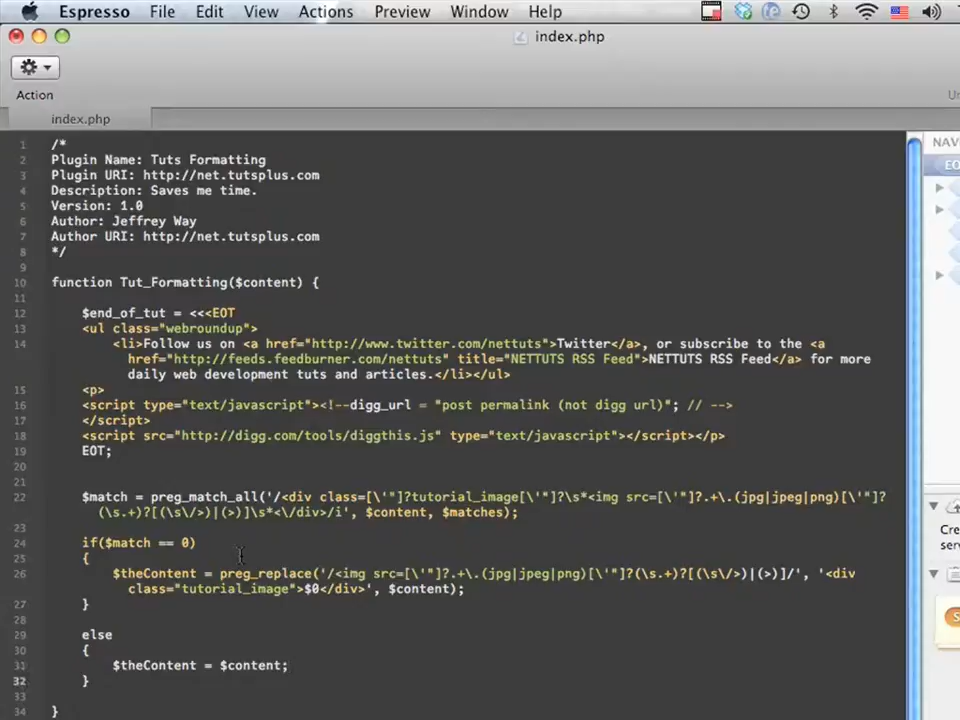 Espresso File Edit View Actions Preview Window Help
index.php
Action
index.php
NAV
1 /*
2 Plugin Name: Tuts Formatting
3 Plugin URI: http://net.tutsplus.com
4 Description: Saves me time.
5 Version: 1.0
6 Author: Jeffrey Way
7 Author URI: http://net.tutsplus.com
8 */
9
10 function Tut_Formatting($content) {
11
12 $end_of_tut = <<<EOT
13 <ul class="webroundup">
14 <li>Follow us on <a href="http://www.twitter.com/nettuts">Twitter</a>, or subscribe to the <a
href="http://feeds.feedburner.com/nettuts" title="NETTUTS RSS Feed">NETTUTS RSS Feed</a> for more
daily web development tuts and articles.</li></ul>
15 <p>
16 <script type="text/javascript"><!--digg_url = "post permalink (not digg url)"; // -->
17 </script>
18 <script src="http://digg.com/tools/diggthis.js" type="text/javascript"></script></p>
19 EOT;
20
21
22 $match = preg_match_all('/<div class=[\'"]?tutorial_image[\'"]?\s*<img src=[\'"]?.+\.(jpg|jpeg|png)[\'"]?
(\s.+)?[(\s\/>)|(>)]\s*<\/div>/i', $content, $matches);
23
24 if($match == 0)
25 {
26 $theContent = preg_replace('/<img src=[\'"]?.+\.(jpg|jpeg|png)[\'"]?(\s.+)?[(\s\/>)|(>)]/', '<div
class="tutorial_image">$0</div>', $content);
27 }
28
29 else
30 {
31 $theContent = $content;
32 }
33
34 }